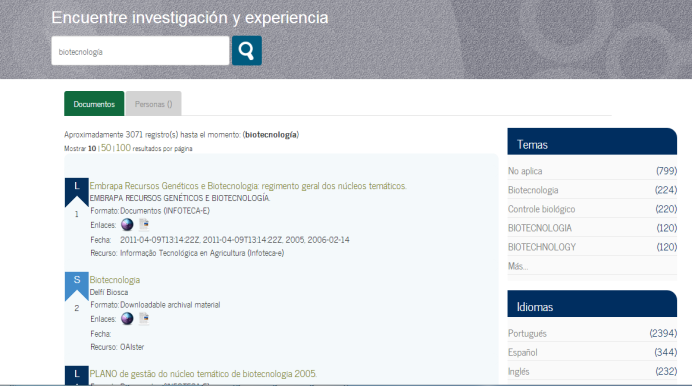 Encuentre investigación y experiencia
biotecnología
Documentos
Personas ()
Aproximadamente 3071 registro(s) hasta el momento: (biotecnología)
Mostrar 10 | 50 | 100 resultados por página
L
Embrapa Recursos Genéticos e Biotecnologia: regimento geral dos núcleos temáticos.
EMBRAPA RECURSOS GENÉTICOS E BIOTECNOLOGÍA.
1
Formato: Documentos (INFOTECA-E)
Enlaces:
Fecha: 2011-04-09T13:14:22Z, 2011-04-09T13:14:22Z, 2005, 2006-02-14
Recurso: Informação Tecnológica en Agricultura (Infoteca-e)
S
Biotecnologia
Delfí Biosca
2
Formato: Downloadable archival material
Enlaces:
Fecha:
Recurso: OAIster
L
PLANO de gestão do núcleo temático de biotecnologia 2005.
Temas
No aplica (799)
Biotecnologia (224)
Controle biológico (220)
BIOTECNOLOGIA (120)
BIOTECHNOLOGY (120)
Más...
Idiomas
Portugués (2394)
Español (344)
Inglés (232)